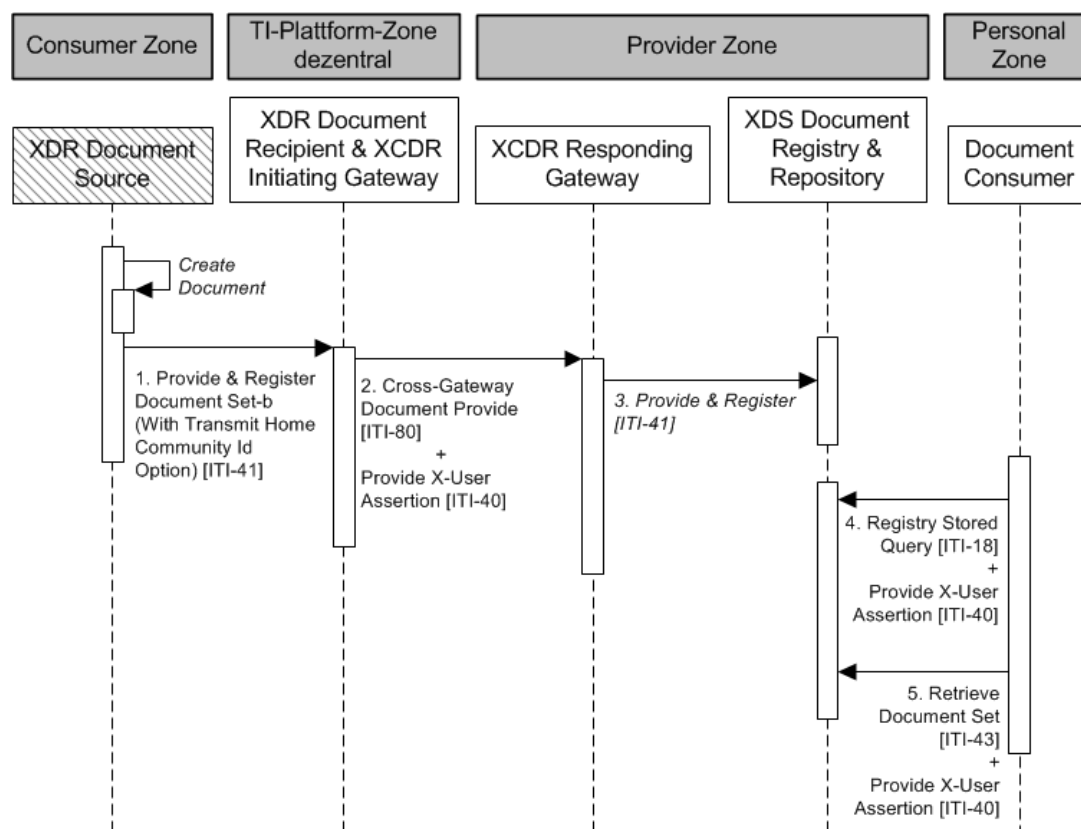 Consumer Zone
TI-Plattform-Zone
dezentral
Provider Zone
Personal
Zone
XDR Document
Source
XDR Document
Recipient & XCDR
Initiating Gateway
XCDR Responding
Gateway
XDS Document
Registry &
Repository
Document
Consumer
Create
Document
1. Provide & Register
Document Set-b
(With Transmit Home
Community Id
Option) [ITI-41]
2. Cross-Gateway
Document Provide
[ITI-80]
+
Provide X-User
Assertion [ITI-40]
3. Provide & Register
[ITI-41]
4. Registry Stored
Query [ITI-18]
+
Provide X-User
Assertion [ITI-40]
5. Retrieve
Document Set
[ITI-43]
+
Provide X-User
Assertion [ITI-40]